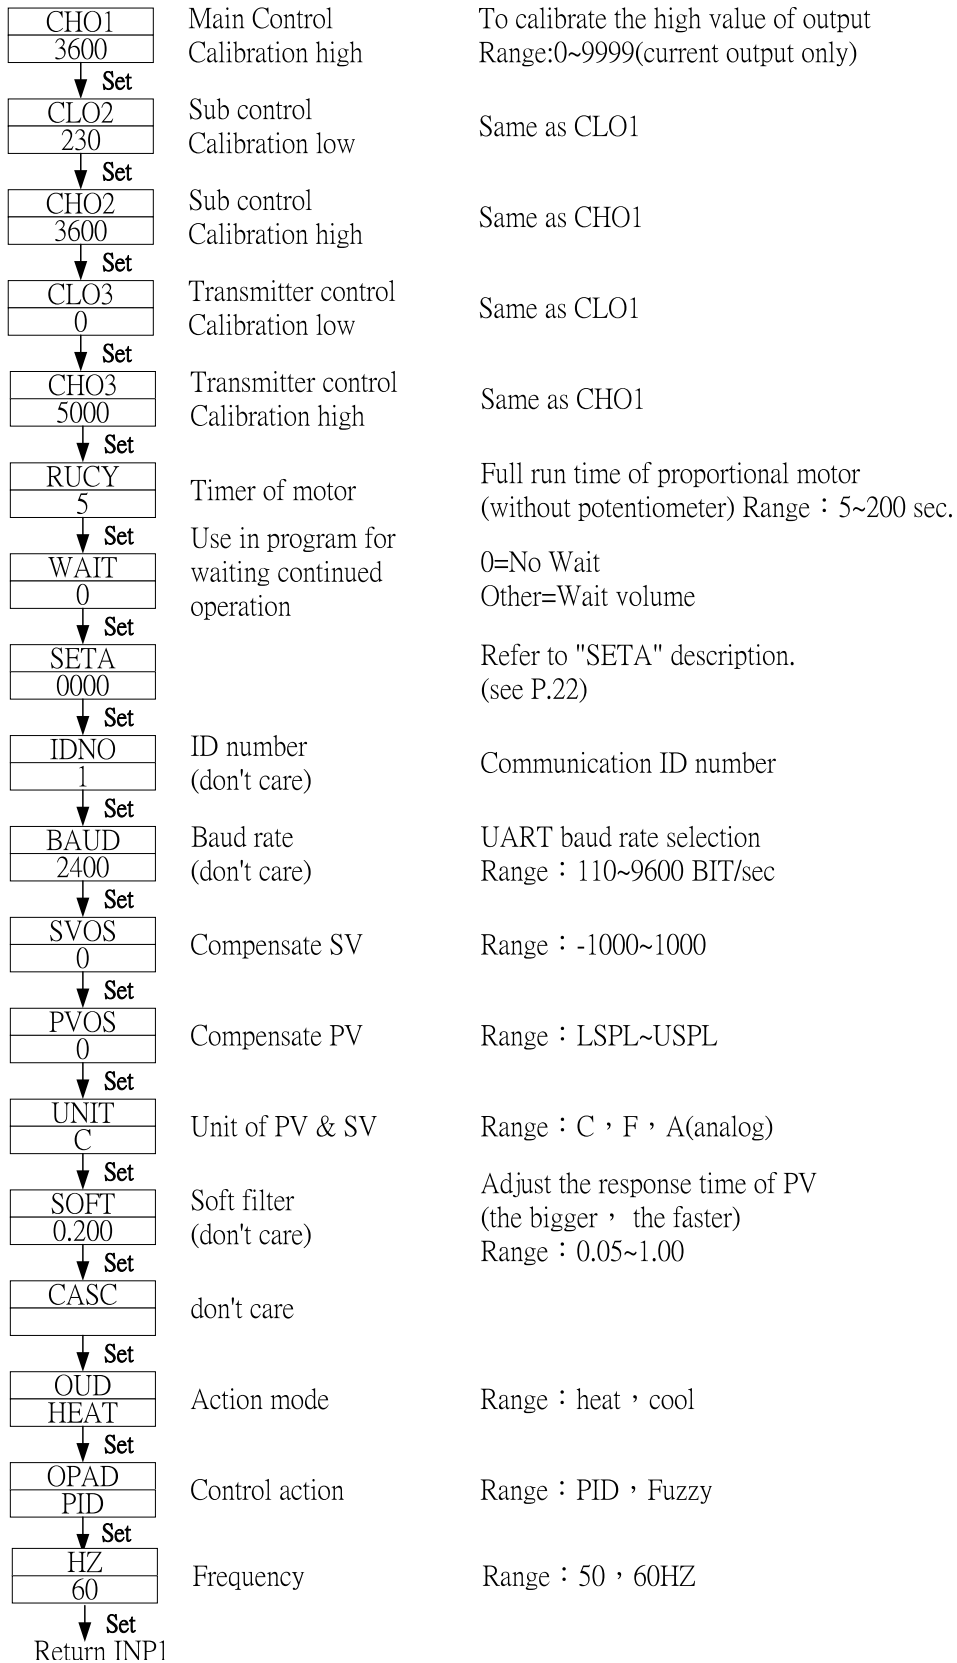 CHO1
3600
Main Control
Calibration high
To calibrate the high value of output
Range:0~9999(current output only)
Set
CLO2
230
Sub control
Calibration low
Same as CLO1
Set
CHO2
3600
Sub control
Calibration high
Same as CHO1
Set
CLO3
0
Transmitter control
Calibration low
Same as CLO1
Set
CHO3
5000
Transmitter control
Calibration high
Same as CHO1
Set
RUCY
5
Timer of motor
Full run time of proportional motor
(without potentiometer) Range：5~200 sec.
Set
WAIT
0
Use in program for
waiting continued
operation
0=No Wait
Other=Wait volume
Set
SETA
0000
Refer to "SETA" description.
(see P.22)
Set
IDNO
1
ID number
(don't care)
Communication ID number
Set
BAUD
2400
Baud rate
(don't care)
UART baud rate selection
Range：110~9600 BIT/sec
Set
SVOS
0
Compensate SV
Range：-1000~1000
Set
PVOS
0
Compensate PV
Range：LSPL~USPL
Set
UNIT
C
Unit of PV & SV
Range：C，F，A(analog)
Set
SOFT
0.200
Soft filter
(don't care)
Adjust the response time of PV
(the bigger， the faster)
Range：0.05~1.00
Set
CASC
don't care
Set
OUD
HEAT
Action mode
Range：heat，cool
Set
OPAD
PID
Control action
Range：PID，Fuzzy
Set
HZ
60
Frequency
Range：50，60HZ
Set
Return INP1